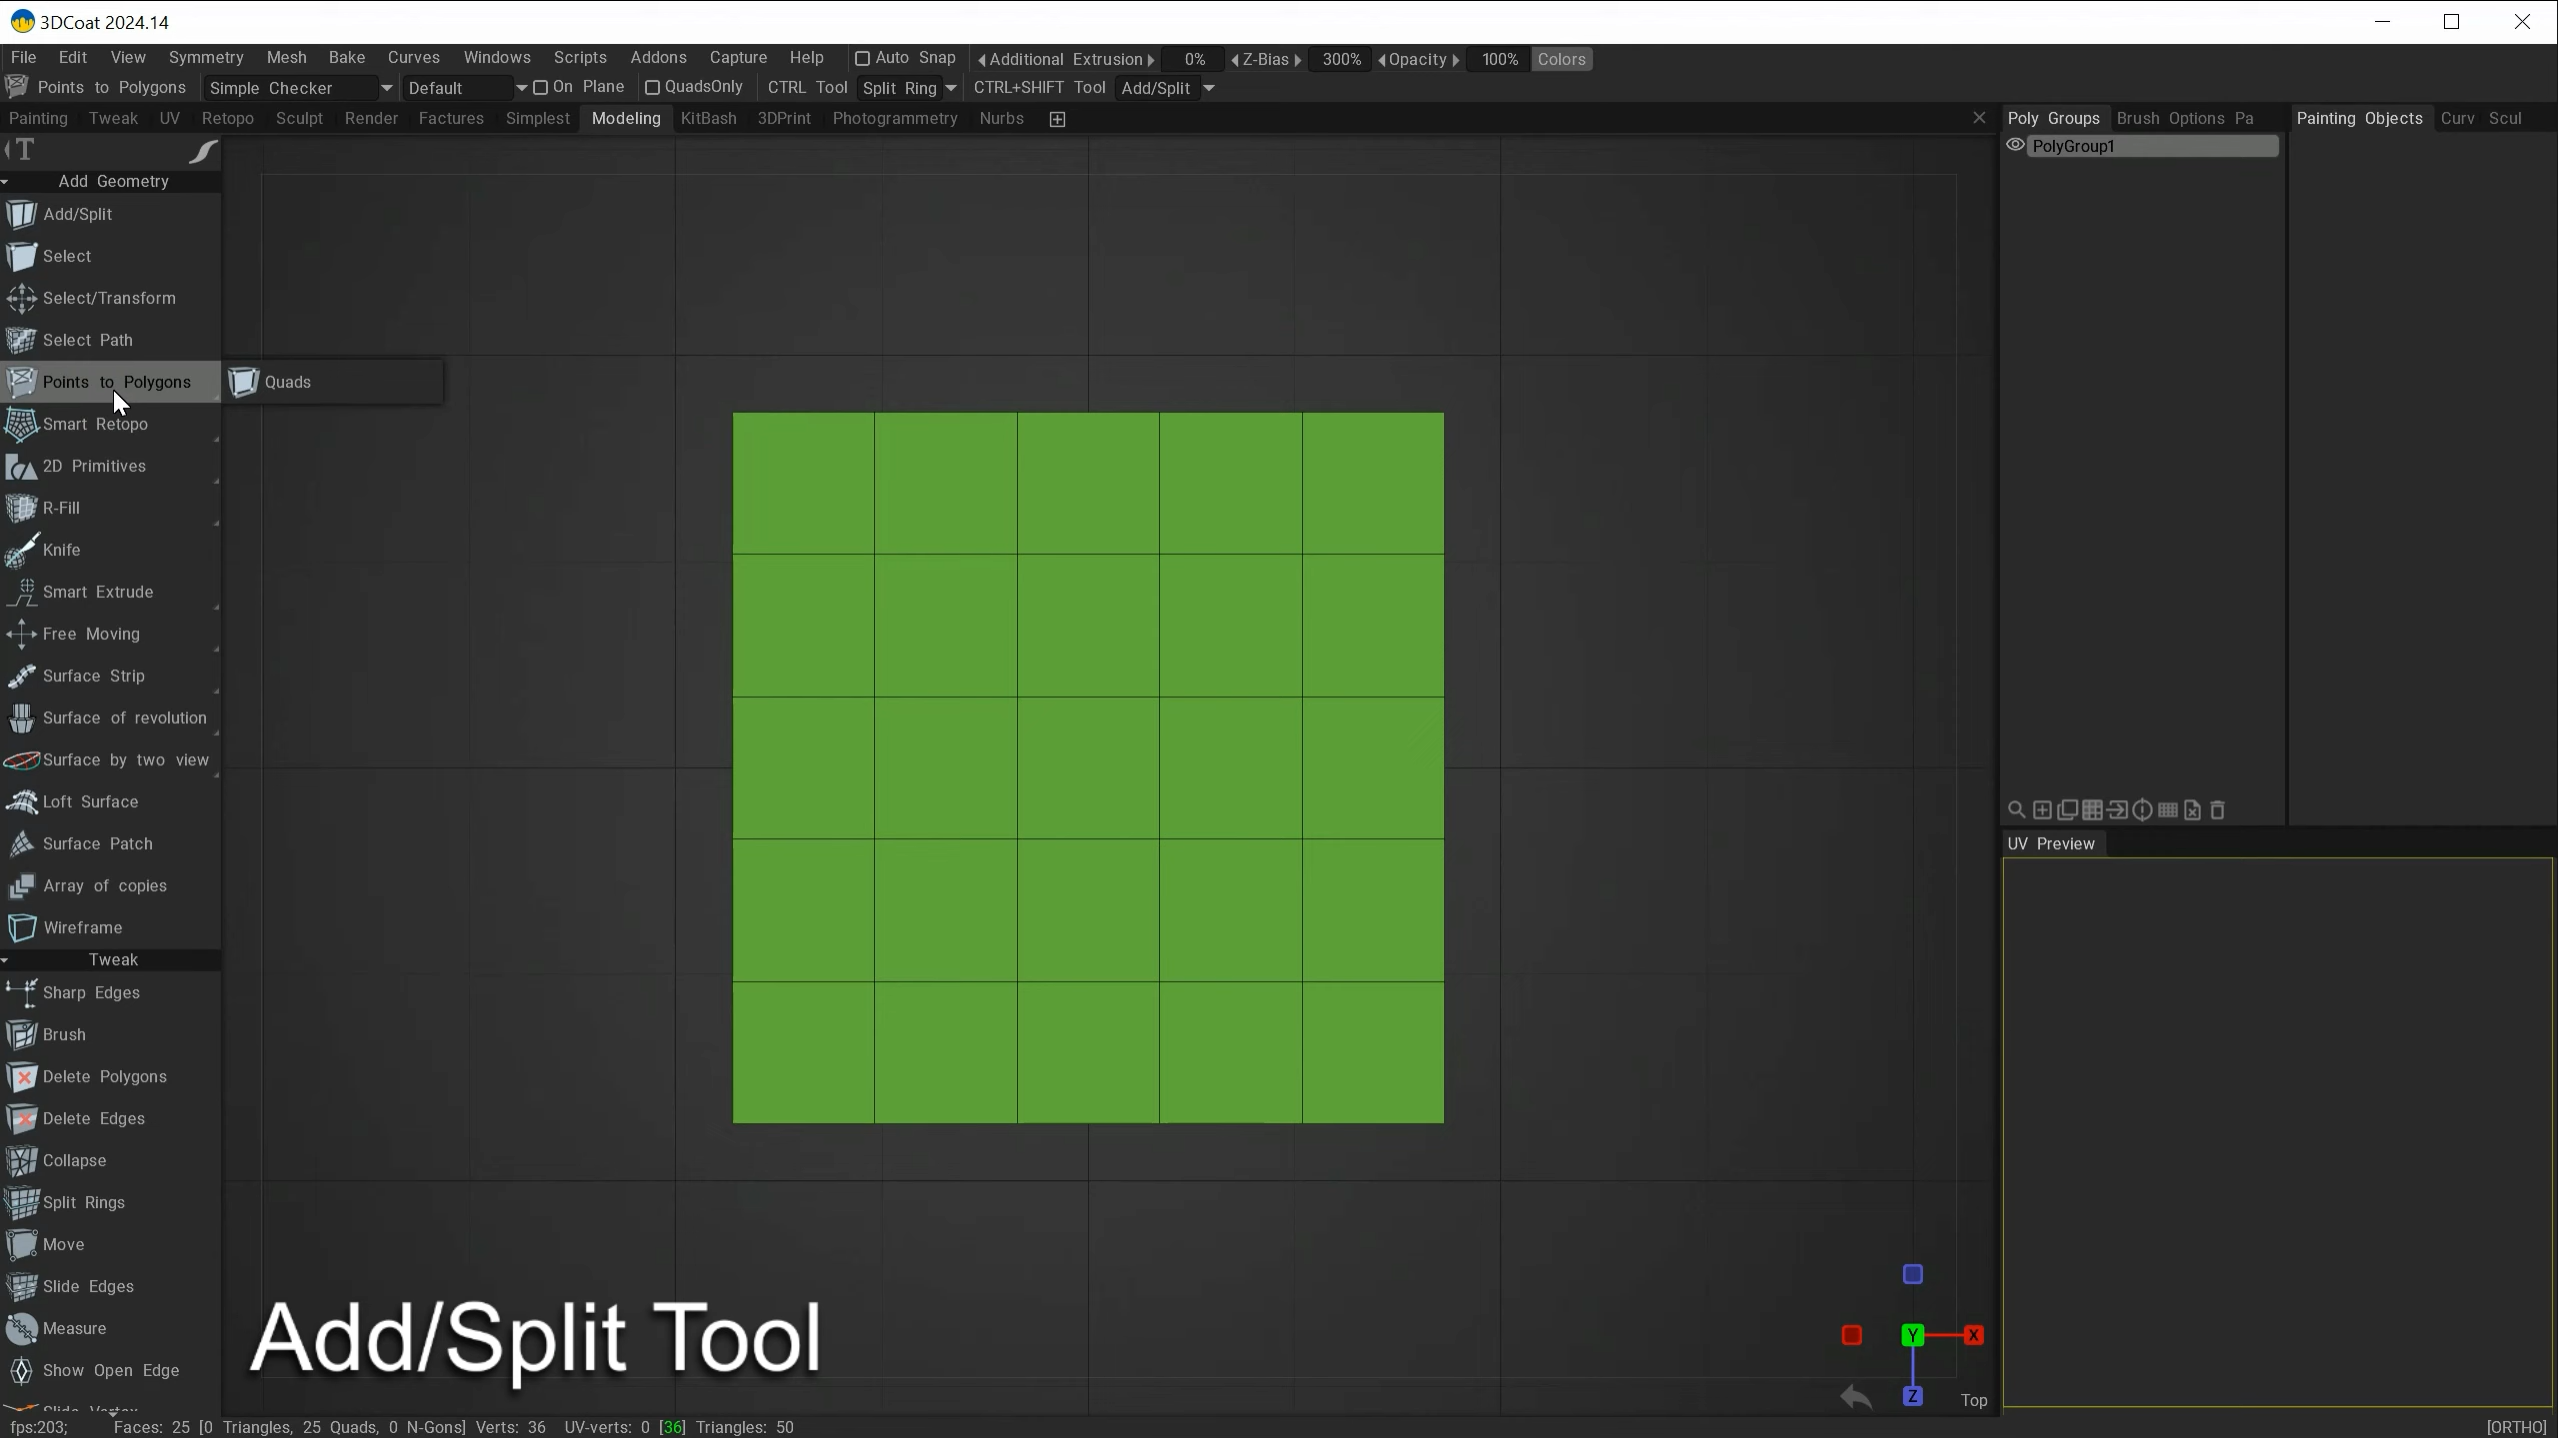 3DCoat 2024.14
File Edit View Symmetry Mesh Bake Curves Windows Scripts Addons Capture Help Auto Snap Additional Extrusion 0% Z-Bias 300% Opacity 100% Colors
Points to Polygons Simple Checker Default On Plane QuadsOnly CTRL Tool Split Ring CTRL+SHIFT Tool Add/Split
Painting Tweak UV Retopo Sculpt Render Factures Simplest Modeling KitBash 3DPrint Photogrammetry Nurbs
Poly Groups Brush Options Pa
Painting Objects Curv Scul
T
PolyGroup1
Add Geometry
Add/Split
Select
Select/Transform
Select Path
Points to Polygons
Quads
Smart Retopo
2D Primitives
R-Fill
Knife
Smart Extrude
Free Moving
Surface Strip
Surface of revolution
Surface by two view
Loft Surface
Surface Patch
Array of copies
Wireframe
Tweak
Sharp Edges
Brush
Delete Polygons
Delete Edges
Collapse
Split Rings
Move
Slide Edges
Measure
Show Open Edge
UV Preview
Add/Split Tool
Y X
Z
Top
fps:203; Faces: 25 [0 Triangles, 25 Quads, 0 N-Gons] Verts: 36 UV-verts: 0 [36] Triangles: 50
[ORTHO]